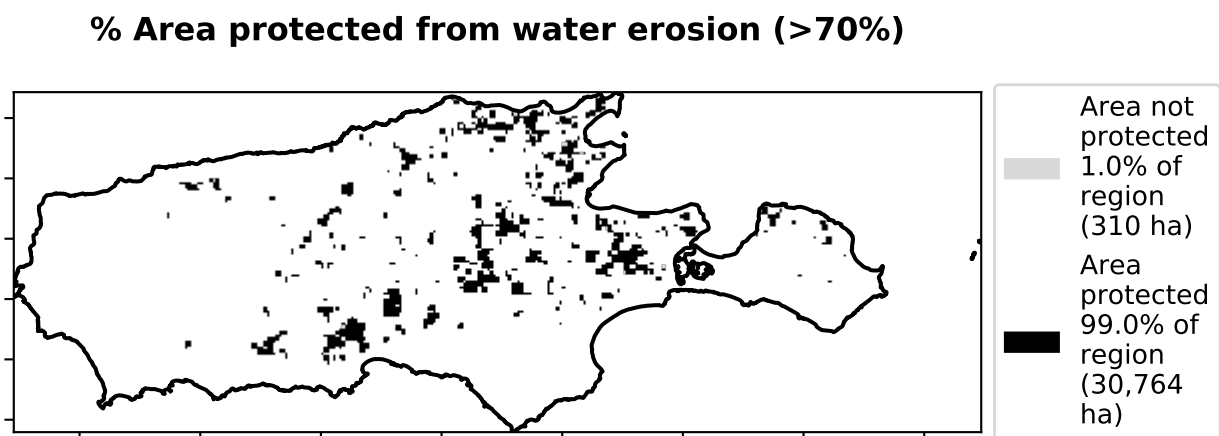 % Area protected from water erosion (>70%)
Area not
protected
1.0% of
region
(310 ha)
Area
protected
99.0% of
region
(30,764
ha)